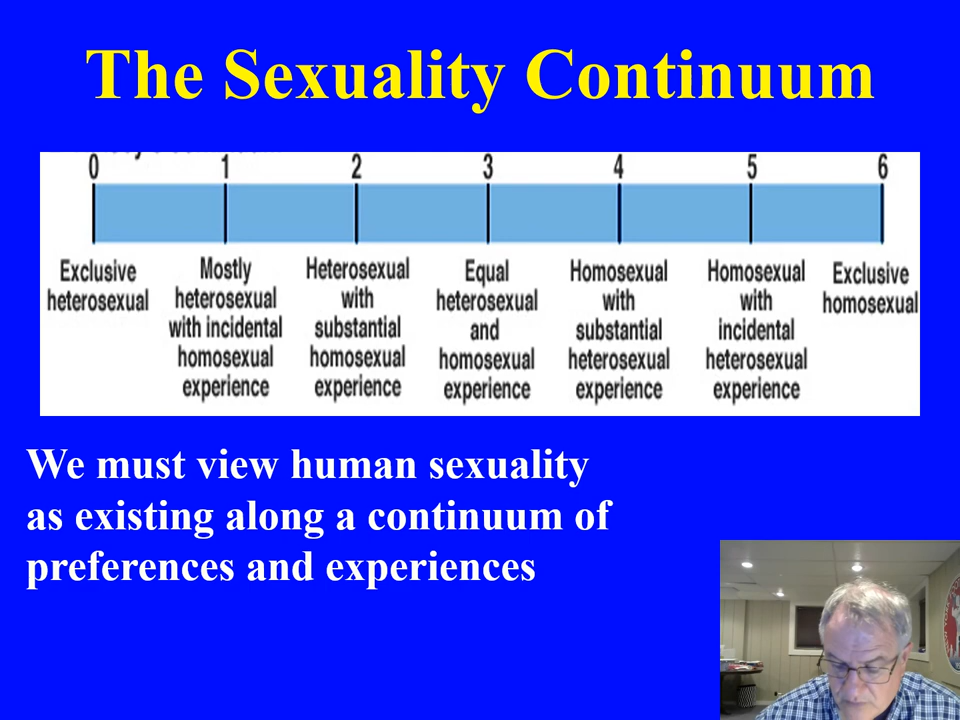 The Sexuality Continuum
0 1 2 3 4 5 6
Exclusive
heterosexual
Mostly
heterosexual
with incidental
homosexual
experience
Heterosexual
with
substantial
homosexual
experience
Equal
heterosexual
and
homosexual
experience
Homosexual
with
substantial
heterosexual
experience
Homosexual
with
incidental
heterosexual
experience
Exclusive
homosexual
We must view human sexuality
as existing along a continuum of
preferences and experiences